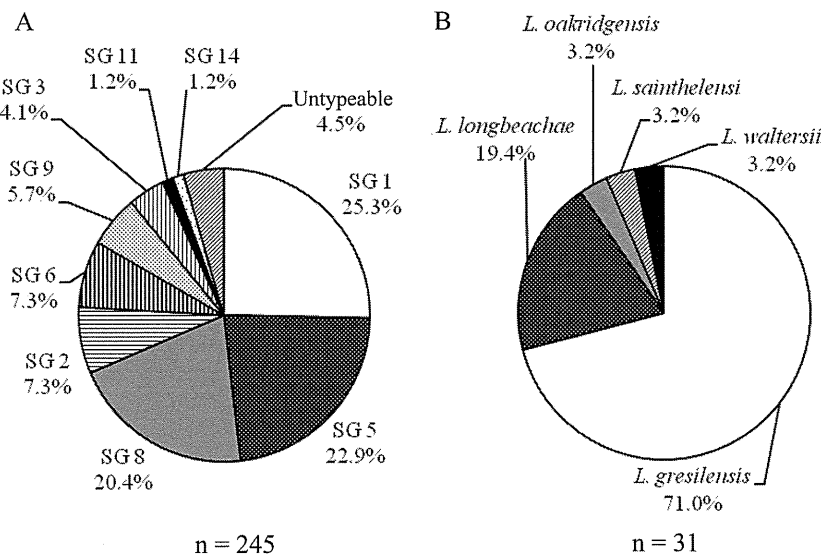 A
SG 11
1.2%
SG 14
1.2%
SG 3
4.1%
Untypeable
4.5%
SG 9
5.7%
SG 1
25.3%
SG 6
7.3%
SG 2
7.3%
SG 8
20.4%
SG 5
22.9%
n = 245
B
L. oakridgensis
3.2%
L. sainthelensi
3.2%
L. longbeachae
19.4%
L. waltersii
3.2%
L. gresilensis
71.0%
n = 31